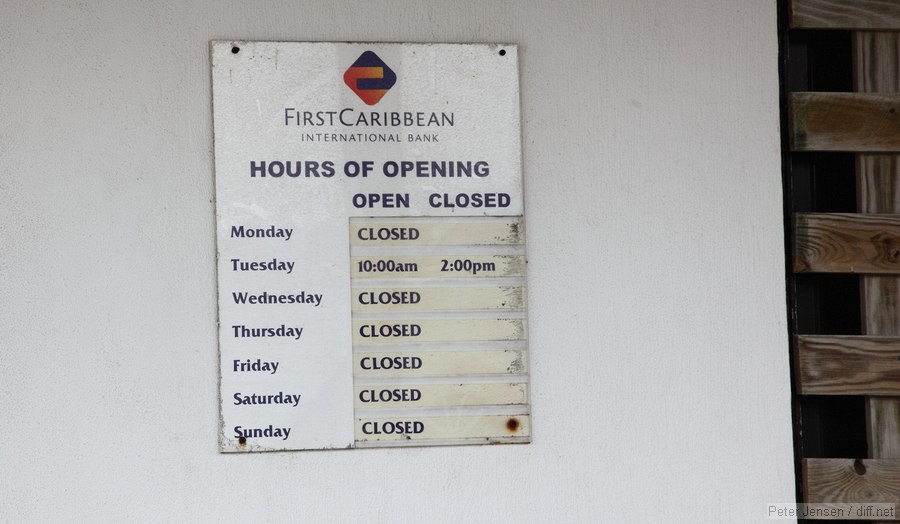 FIRSTCARIBBEAN
INTERNATIONAL BANK
HOURS OF OPENING
OPEN CLOSED
Monday CLOSED
Tuesday 10:00am 2:00pm
Wednesday CLOSED
Thursday CLOSED
Friday CLOSED
Saturday CLOSED
Sunday CLOSED
Peter Jensen / diff.net